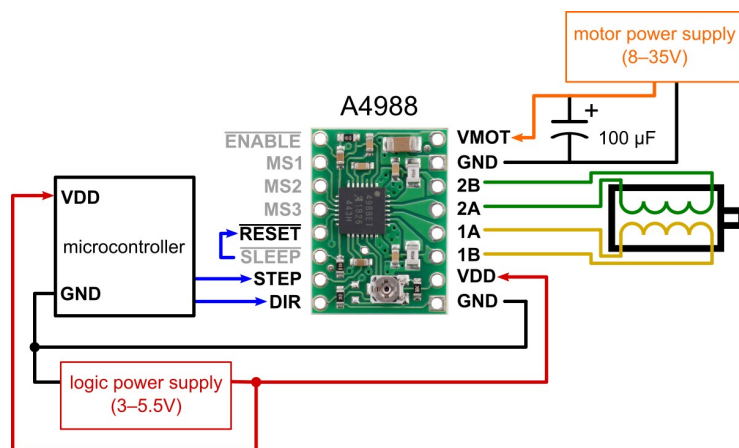 motor power supply
(8–35V)
A4988
+
100 µF
ENABLE
MS1
MS2
MS3
RESET
SLEEP
STEP
DIR
VMOT
GND
2B
2A
1A
1B
VDD
GND
VDD
microcontroller
GND
logic power supply
(3–5.5V)